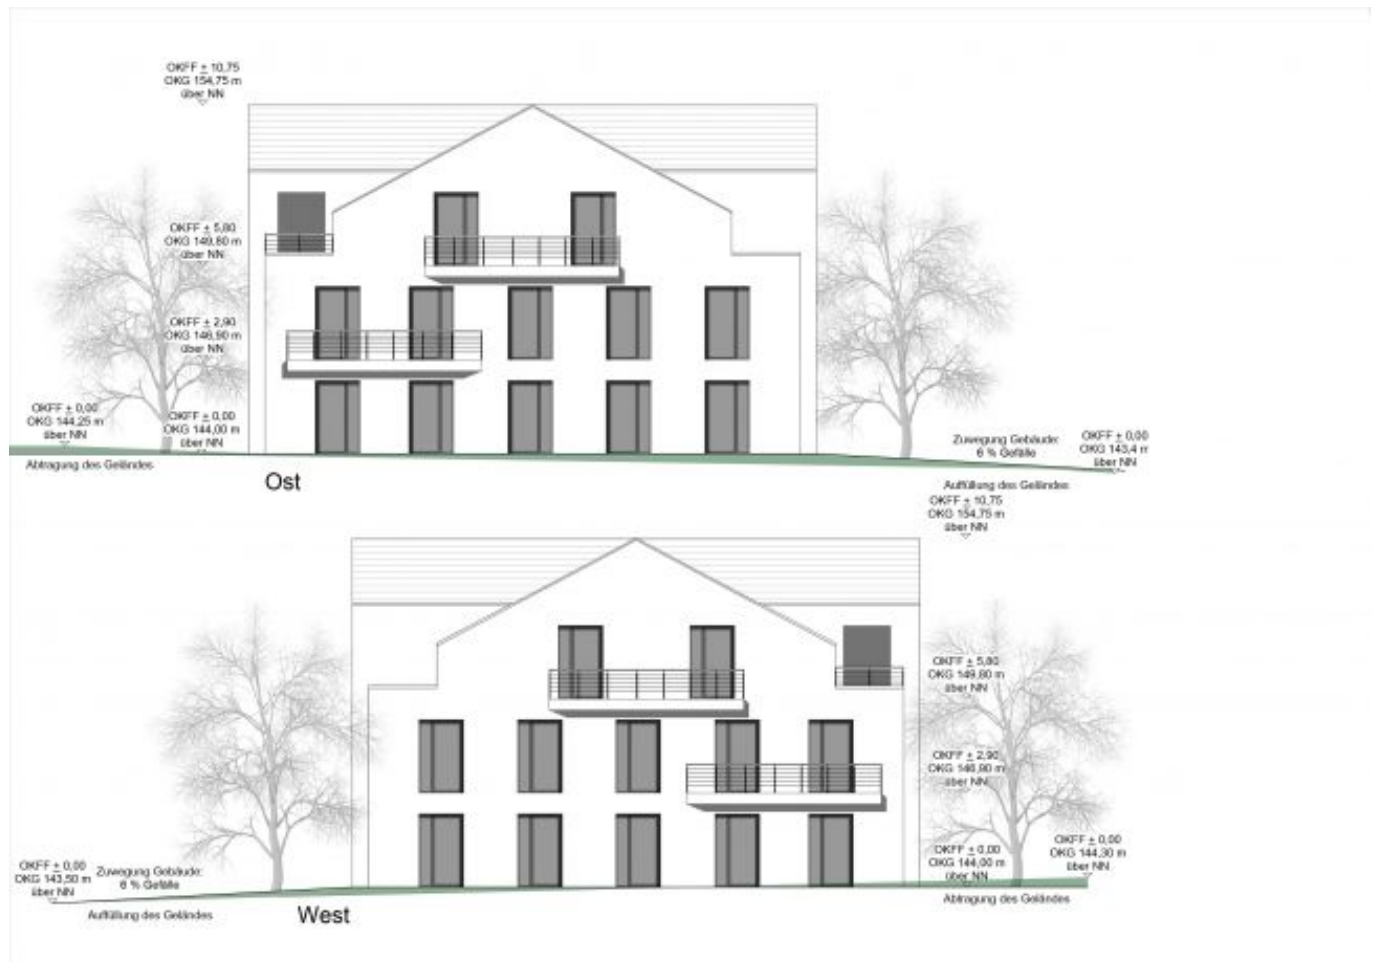 OKFF ± 10,75
OKG 154,75 m
über NN
OKFF ± 5,80
OKG 149,80 m
über NN
OKFF ± 2,90
OKG 146,90 m
über NN
OKFF ± 0,00
OKG 144,25 m
über NN
OKFF ± 0,00
OKG 144,00 m
über NN
Abtragung des Geländes
Ost
Zuwegung Gebäude:
6 % Gefälle
OKFF ± 0,00
OKG 143,4 m
über NN
Auffüllung des Geländes
OKFF ± 10,75
OKG 154,75 m
über NN
OKFF ± 5,80
OKG 149,80 m
über NN
OKFF ± 2,90
OKG 146,90 m
über NN
OKFF ± 0,00
OKG 144,00 m
über NN
OKFF ± 0,00
OKG 144,30 m
über NN
Abtragung des Geländes
OKFF ± 0,00
OKG 143,50 m
über NN
Zuwegung Gebäude:
6 % Gefälle
Auffüllung des Geländes
West